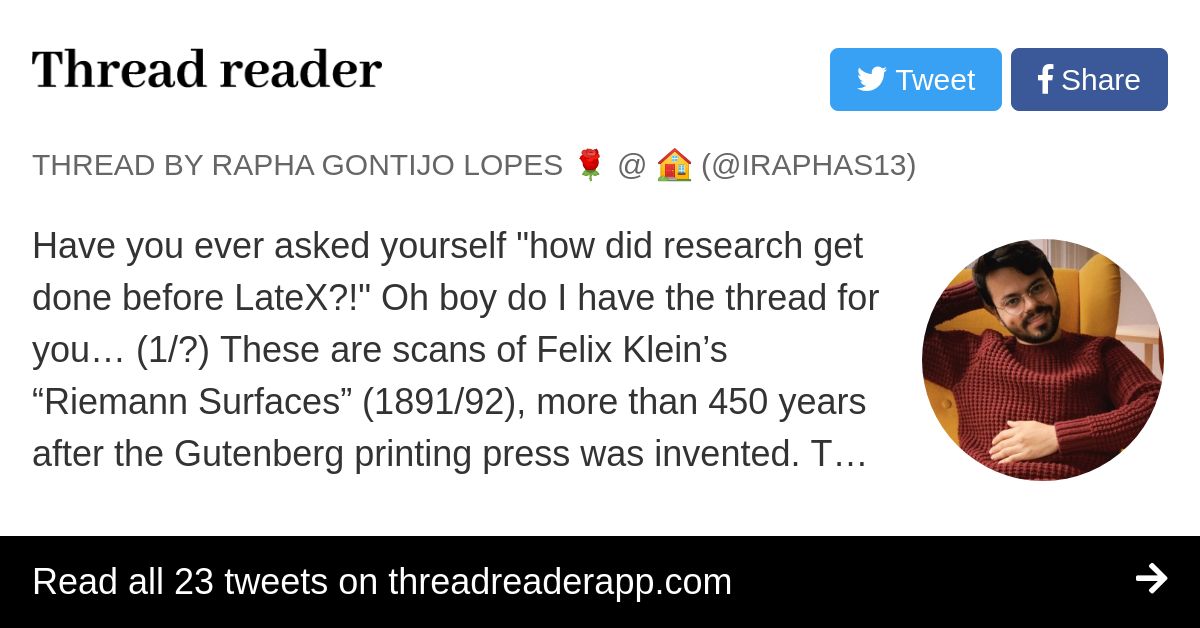 Thread reader
Tweet
Share
THREAD BY RAPHA GONTIJO LOPES 🌹 @ 🏠 (@IRAPHAS13)
Have you ever asked yourself "how did research get
done before LateX?!" Oh boy do I have the thread for
you… (1/?) These are scans of Felix Klein’s
“Riemann Surfaces” (1891/92), more than 450 years
after the Gutenberg printing press was invented. T…
Read all 23 tweets on threadreaderapp.com